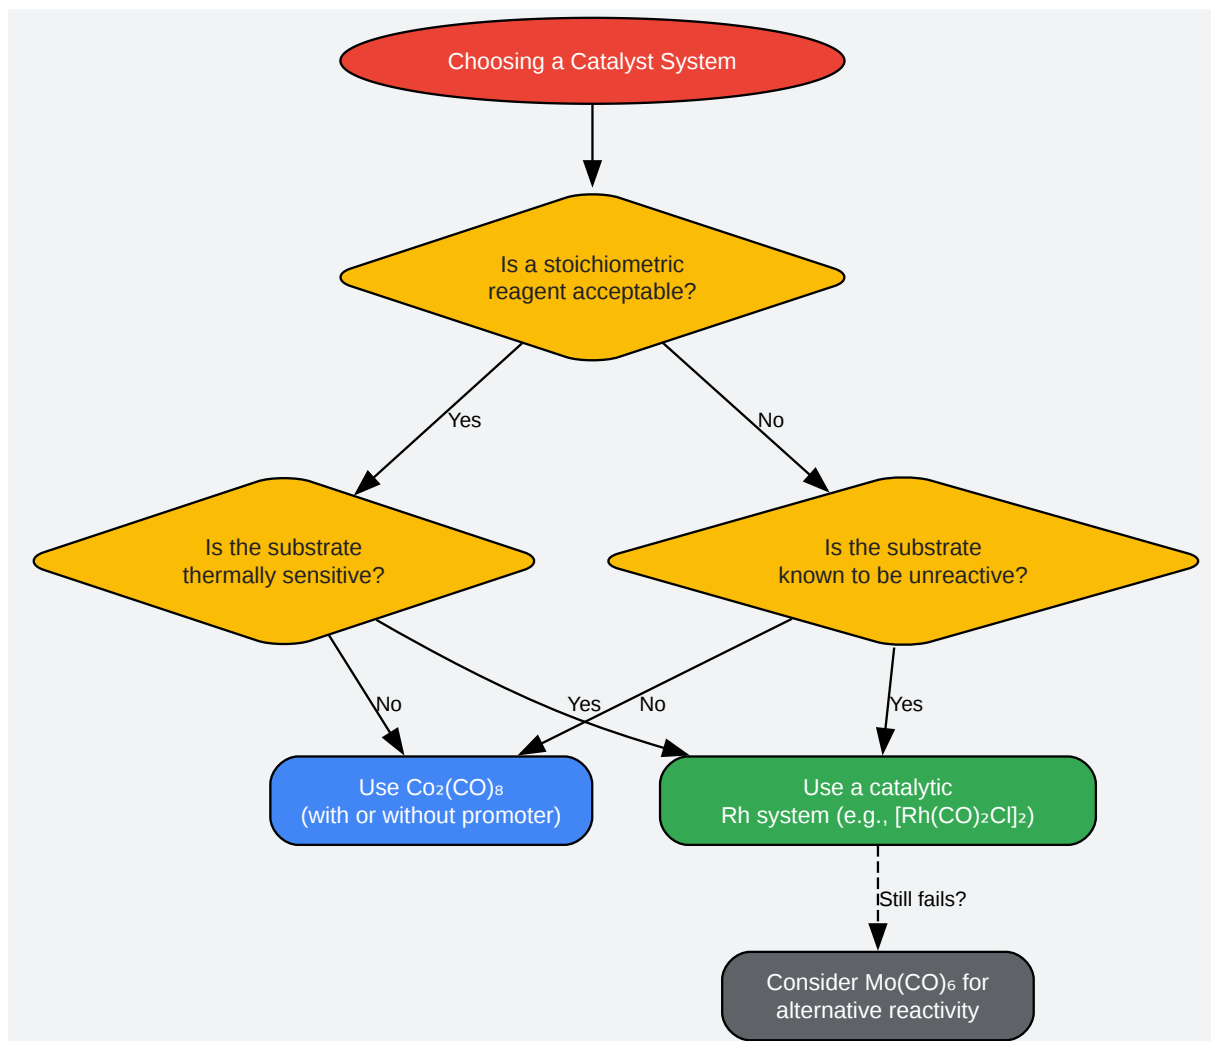 Choosing a Catalyst System
Is a stoichiometric
reagent acceptable?
Yes
No
Is the substrate
thermally sensitive?
Is the substrate
known to be unreactive?
No
Yes
No
Yes
Use Co₂(CO)₈
(with or without promoter)
Use a catalytic
Rh system (e.g., [Rh(CO)₂Cl]₂)
Still fails?
Consider Mo(CO)₆ for
alternative reactivity